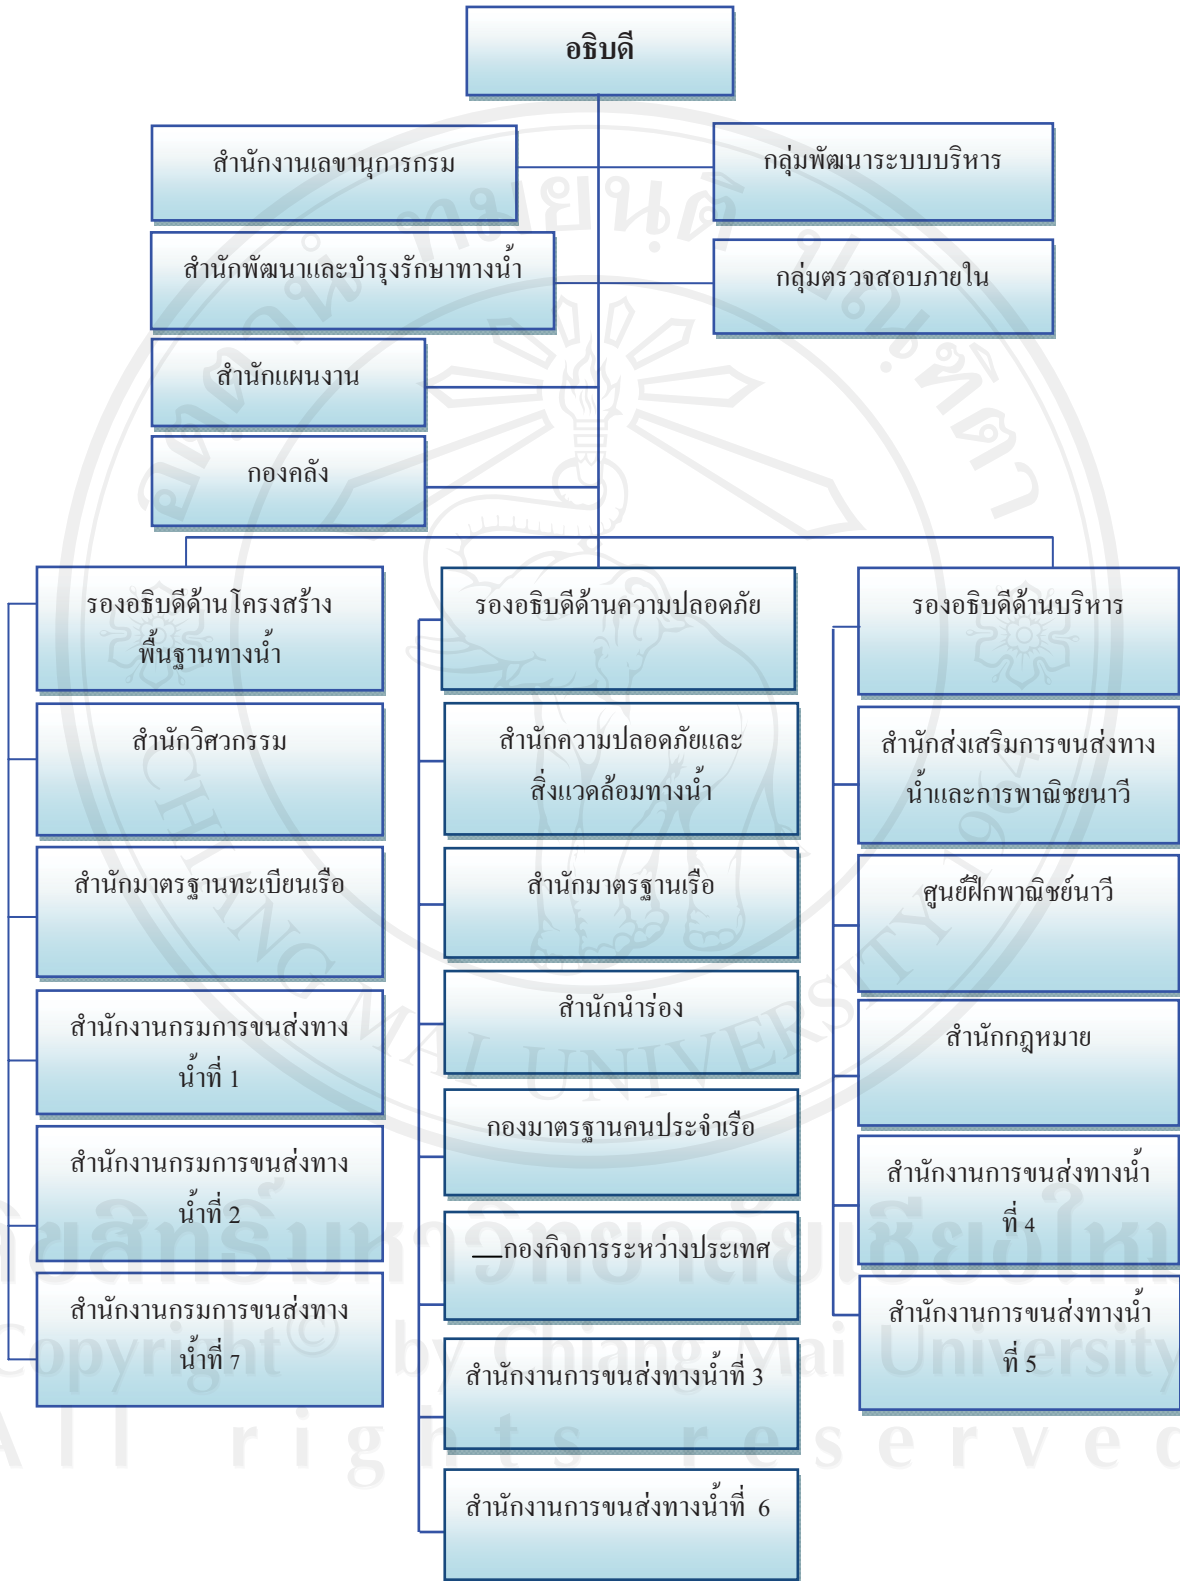 อธิบดี
สำนักงานเลขานุการกรม
กลุ่มพัฒนาระบบบริหาร
สำนักพัฒนาและบำรุงรักษาทางน้ำ
กลุ่มตรวจสอบภายใน
สำนักแผนงาน
กองคลัง
รองอธิบดีด้านโครงสร้าง
พื้นฐานทางน้ำ
สำนักวิศวกรรม
สำนักมาตรฐานทะเบียนเรือ
สำนักงานกรมการขนส่งทาง
น้ำที่ 1
สำนักงานกรมการขนส่งทาง
น้ำที่ 2
สำนักงานกรมการขนส่งทาง
น้ำที่ 7
รองอธิบดีด้านความปลอดภัย
สำนักความปลอดภัยและ
สิ่งแวดล้อมทางน้ำ
สำนักมาตรฐานเรือ
สำนักนำร่อง
กองมาตรฐานคนประจำเรือ
กองกิจการระหว่างประเทศ
สำนักงานการขนส่งทางน้ำที่ 3
สำนักงานการขนส่งทางน้ำที่ 6
รองอธิบดีด้านบริหาร
สำนักส่งเสริมการขนส่งทาง
น้ำและการพาณิชยนาวี
ศูนย์ฝึกพาณิชย์นาวี
สำนักกฎหมาย
สำนักงานการขนส่งทางน้ำ
ที่ 4
สำนักงานการขนส่งทางน้ำ
ที่ 5
CHIANG MAI UNIVERSITY 1964
Copyright© by Chiang Mai University
All rights reserved